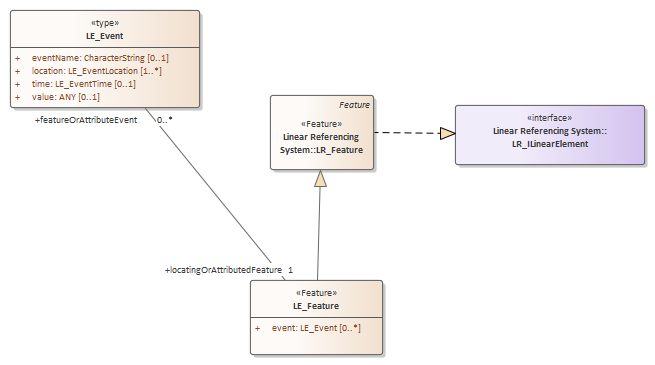 «type»
LE_Event
+ eventName: CharacterString [0..1]
+ location: LE_EventLocation [1..*]
+ time: LE_EventTime [0..1]
+ value: ANY [0..1]
+featureOrAttributeEvent 0..*
Feature
«Feature»
Linear Referencing
System::LR_Feature
«interface»
Linear Referencing System::
LR_ILinearElement
+locatingOrAttributedFeature 1
«Feature»
LE_Feature
+ event: LE_Event [0..*]